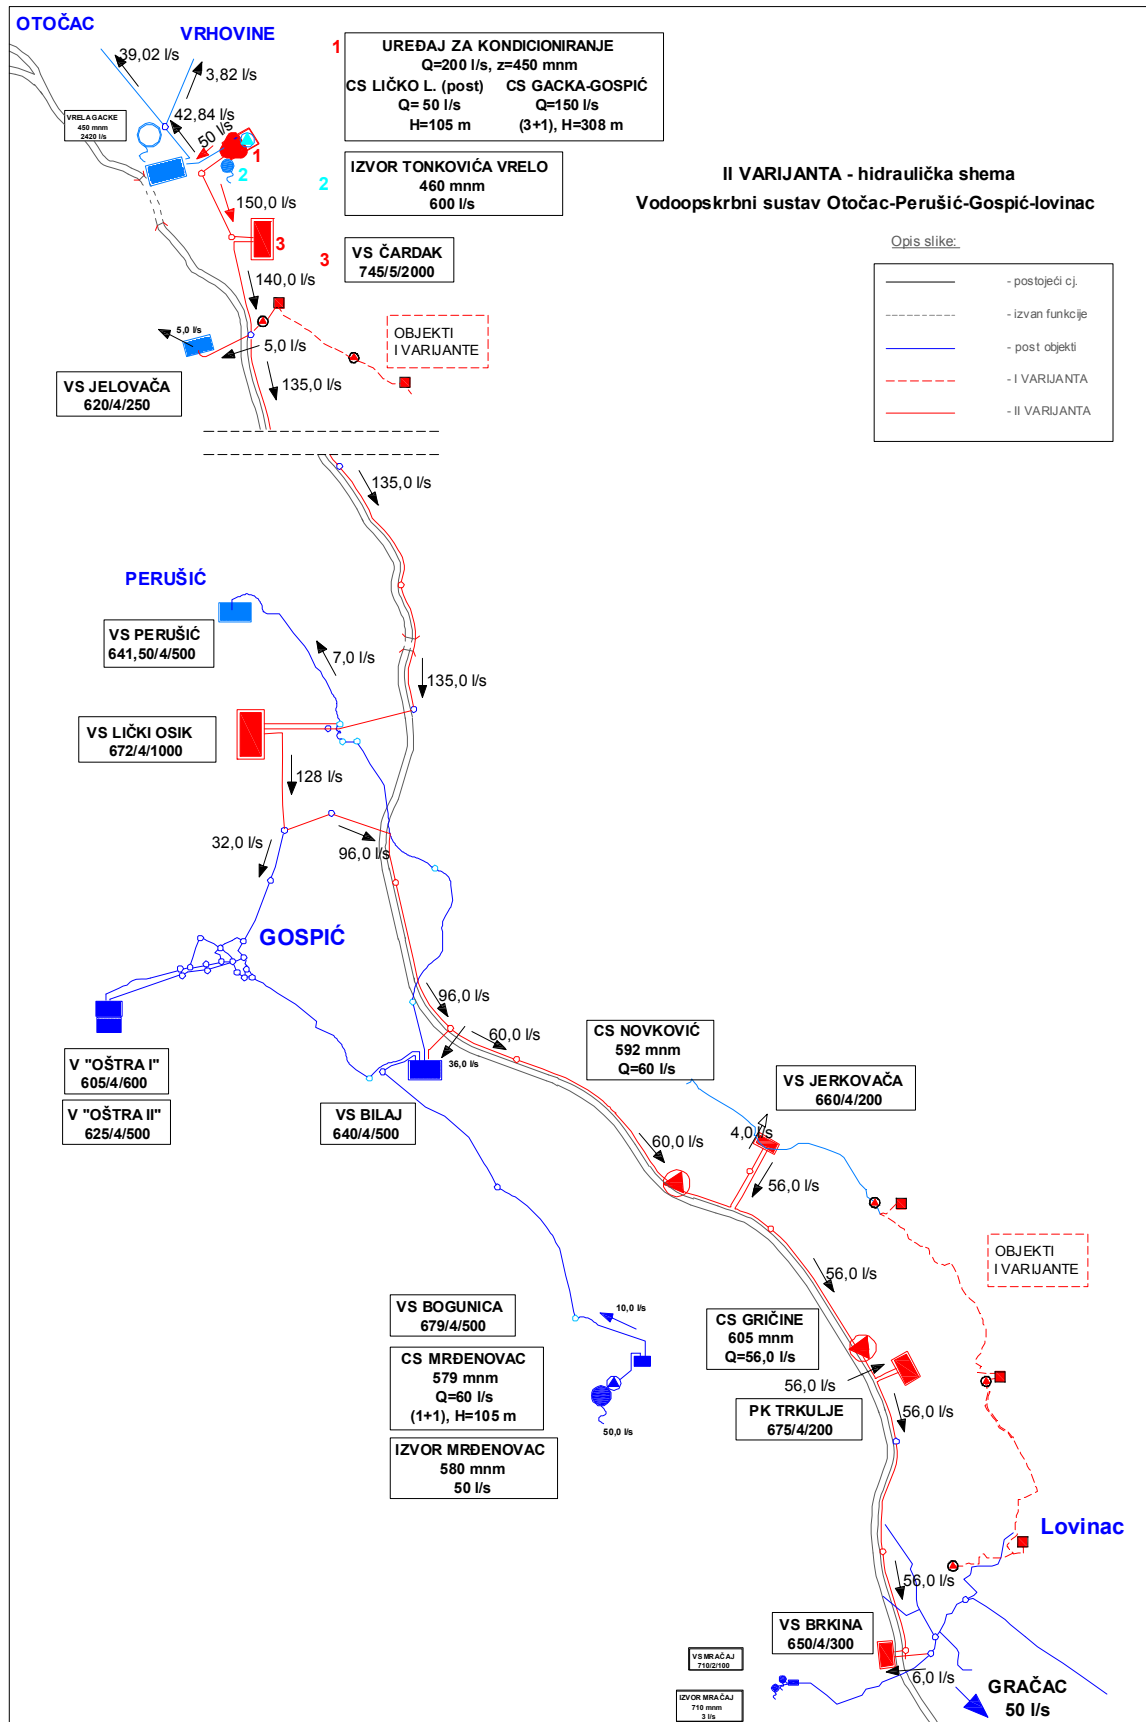 OTOČAC
VRHOVINE
39,02 l/s
3,82 l/s
VRELA GACKE
450 mnm
2420 l/s
42,84 l/s
50 l/s
1
2
150,0 l/s
3
140,0 l/s
1
UREĐAJ ZA KONDICIONIRANJE
Q=200 l/s, z=450 mnm
CS LIČKO L. (post)
Q= 50 l/s
H=105 m
CS GACKA-GOSPIĆ
Q=150 l/s
(3+1), H=308 m
2
IZVOR TONKOVIĆA VRELO
460 mnm
600 l/s
3
VS ČARDAK
745/5/2000
II VARIJANTA - hidraulička shema
Vodoopskrbni sustav Otočac-Perušić-Gospić-lovinac
Opis slike:
- postojeći cj.
- izvan funkcije
- post objekti
- I VARIJANTA
- II VARIJANTA
OBJEKTI
I VARIJANTE
5,0 l/s
5,0 l/s
VS JELOVAČA
620/4/250
135,0 l/s
135,0 l/s
PERUŠIĆ
VS PERUŠIĆ
641,50/4/500
7,0 l/s
135,0 l/s
VS LIČKI OSIK
672/4/1000
128 l/s
32,0 l/s
96,0 l/s
GOSPIĆ
96,0 l/s
60,0 l/s
36,0 l/s
V "OŠTRA I"
605/4/600
V "OŠTRA II"
625/4/500
VS BILAJ
640/4/500
CS NOVKOVIĆ
592 mnm
Q=60 l/s
VS JERKOVAČA
660/4/200
4,0 l/s
60,0 l/s
56,0 l/s
OBJEKTI
I VARIJANTE
56,0 l/s
VS BOGUNICA
679/4/500
10,0 l/s
CS MRĐENOVAC
579 mnm
Q=60 l/s
(1+1), H=105 m
50,0 l/s
IZVOR MRĐENOVAC
580 mnm
50 l/s
CS GRIČINE
605 mnm
Q=56,0 l/s
56,0 l/s
PK TRKULJE
675/4/200
56,0 l/s
Lovinac
56,0 l/s
VS BRKINA
650/4/300
VS MRAČAJ
710/2/100
6,0 l/s
IZVOR MRAČAJ
710 mnm
3 l/s
GRAČAC
50 l/s